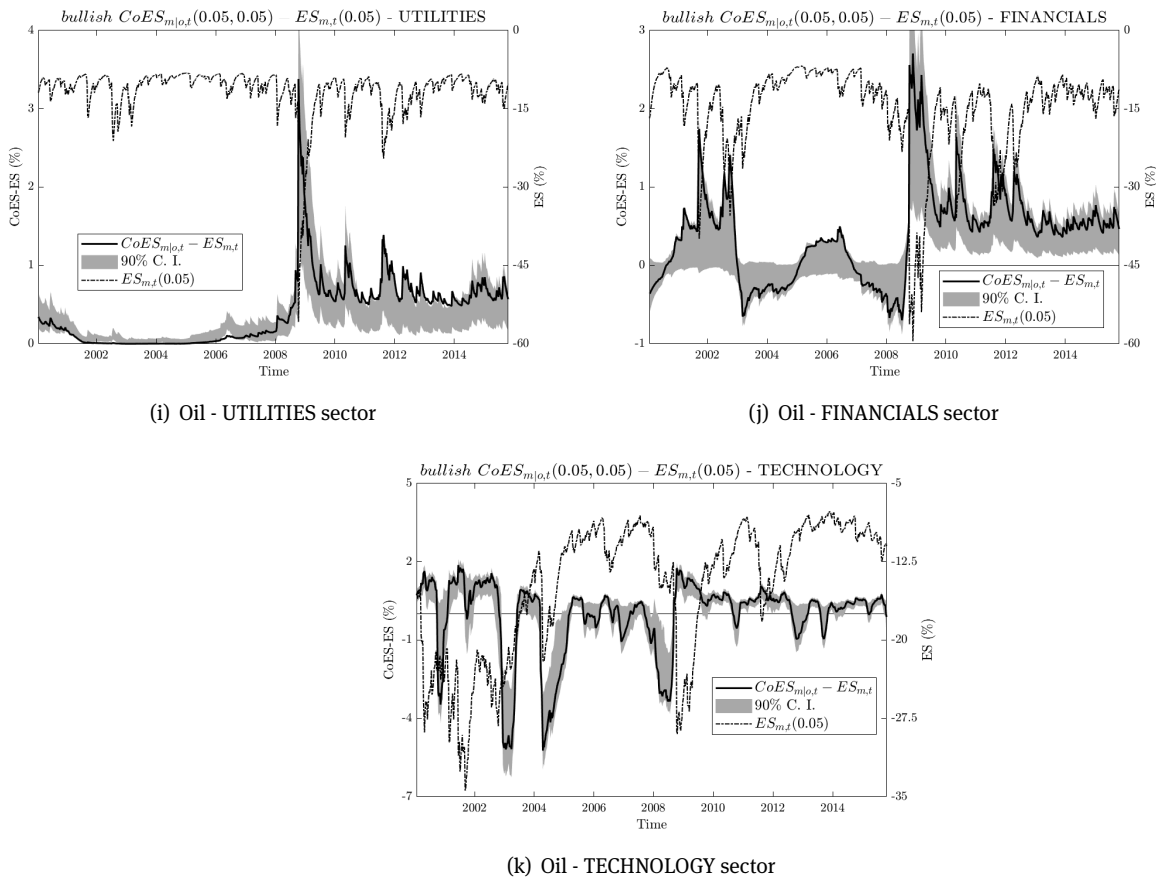 bullish CoES_{m|o,t}(0.05, 0.05) − ES_{m,t}(0.05) - UTILITIES
4
3
2
1
0
CoES-ES (%)
0
-15
-30
-45
-60
ES (%)
CoES_{m|o,t} − ES_{m,t}
90% C. I.
ES_{m,t}(0.05)
2002 2004 2006 2008 2010 2012 2014
Time
(i) Oil - UTILITIES sector
bullish CoES_{m|o,t}(0.05, 0.05) − ES_{m,t}(0.05) - FINANCIALS
3
2
1
0
-1
CoES-ES (%)
0
-15
-30
-45
-60
ES (%)
CoES_{m|o,t} − ES_{m,t}
90% C. I.
ES_{m,t}(0.05)
2002 2004 2006 2008 2010 2012 2014
Time
(j) Oil - FINANCIALS sector
bullish CoES_{m|o,t}(0.05, 0.05) − ES_{m,t}(0.05) - TECHNOLOGY
5
2
-1
-4
-7
CoES-ES (%)
-5
-12.5
-20
-27.5
-35
ES (%)
CoES_{m|o,t} − ES_{m,t}
90% C. I.
ES_{m,t}(0.05)
2002 2004 2006 2008 2010 2012 2014
Time
(k) Oil - TECHNOLOGY sector